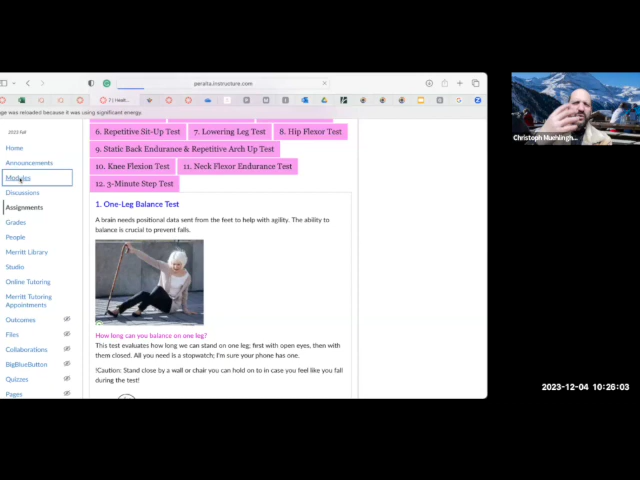 peralta.instructure.com
ge was reloaded because it was using significant energy.
2023 Fall
Home
Announcements
Modules
Discussions
Assignments
Grades
People
Merritt Library
Studio
Online Tutoring
Merritt Tutoring
Appointments
Outcomes
Files
Collaborations
BigBlueButton
Quizzes
Pages
6. Repetitive Sit-Up Test
7. Lowering Leg Test
8. Hip Flexor Test
9. Static Back Endurance & Repetitive Arch Up Test
10. Knee Flexion Test
11. Neck Flexor Endurance Test
12. 3-Minute Step Test
1. One-Leg Balance Test
A brain needs positional data sent from the feet to help with agility. The ability to
balance is crucial to prevent falls.
How long can you balance on one leg?
This test evaluates how long we can stand on one leg; first with open eyes, then with
them closed. All you need is a stopwatch; I'm sure your phone has one.
!Caution: Stand close by a wall or chair you can hold on to in case you feel like you fall
during the test!
Christoph Muehlingh...
2023-12-04 10:26:03